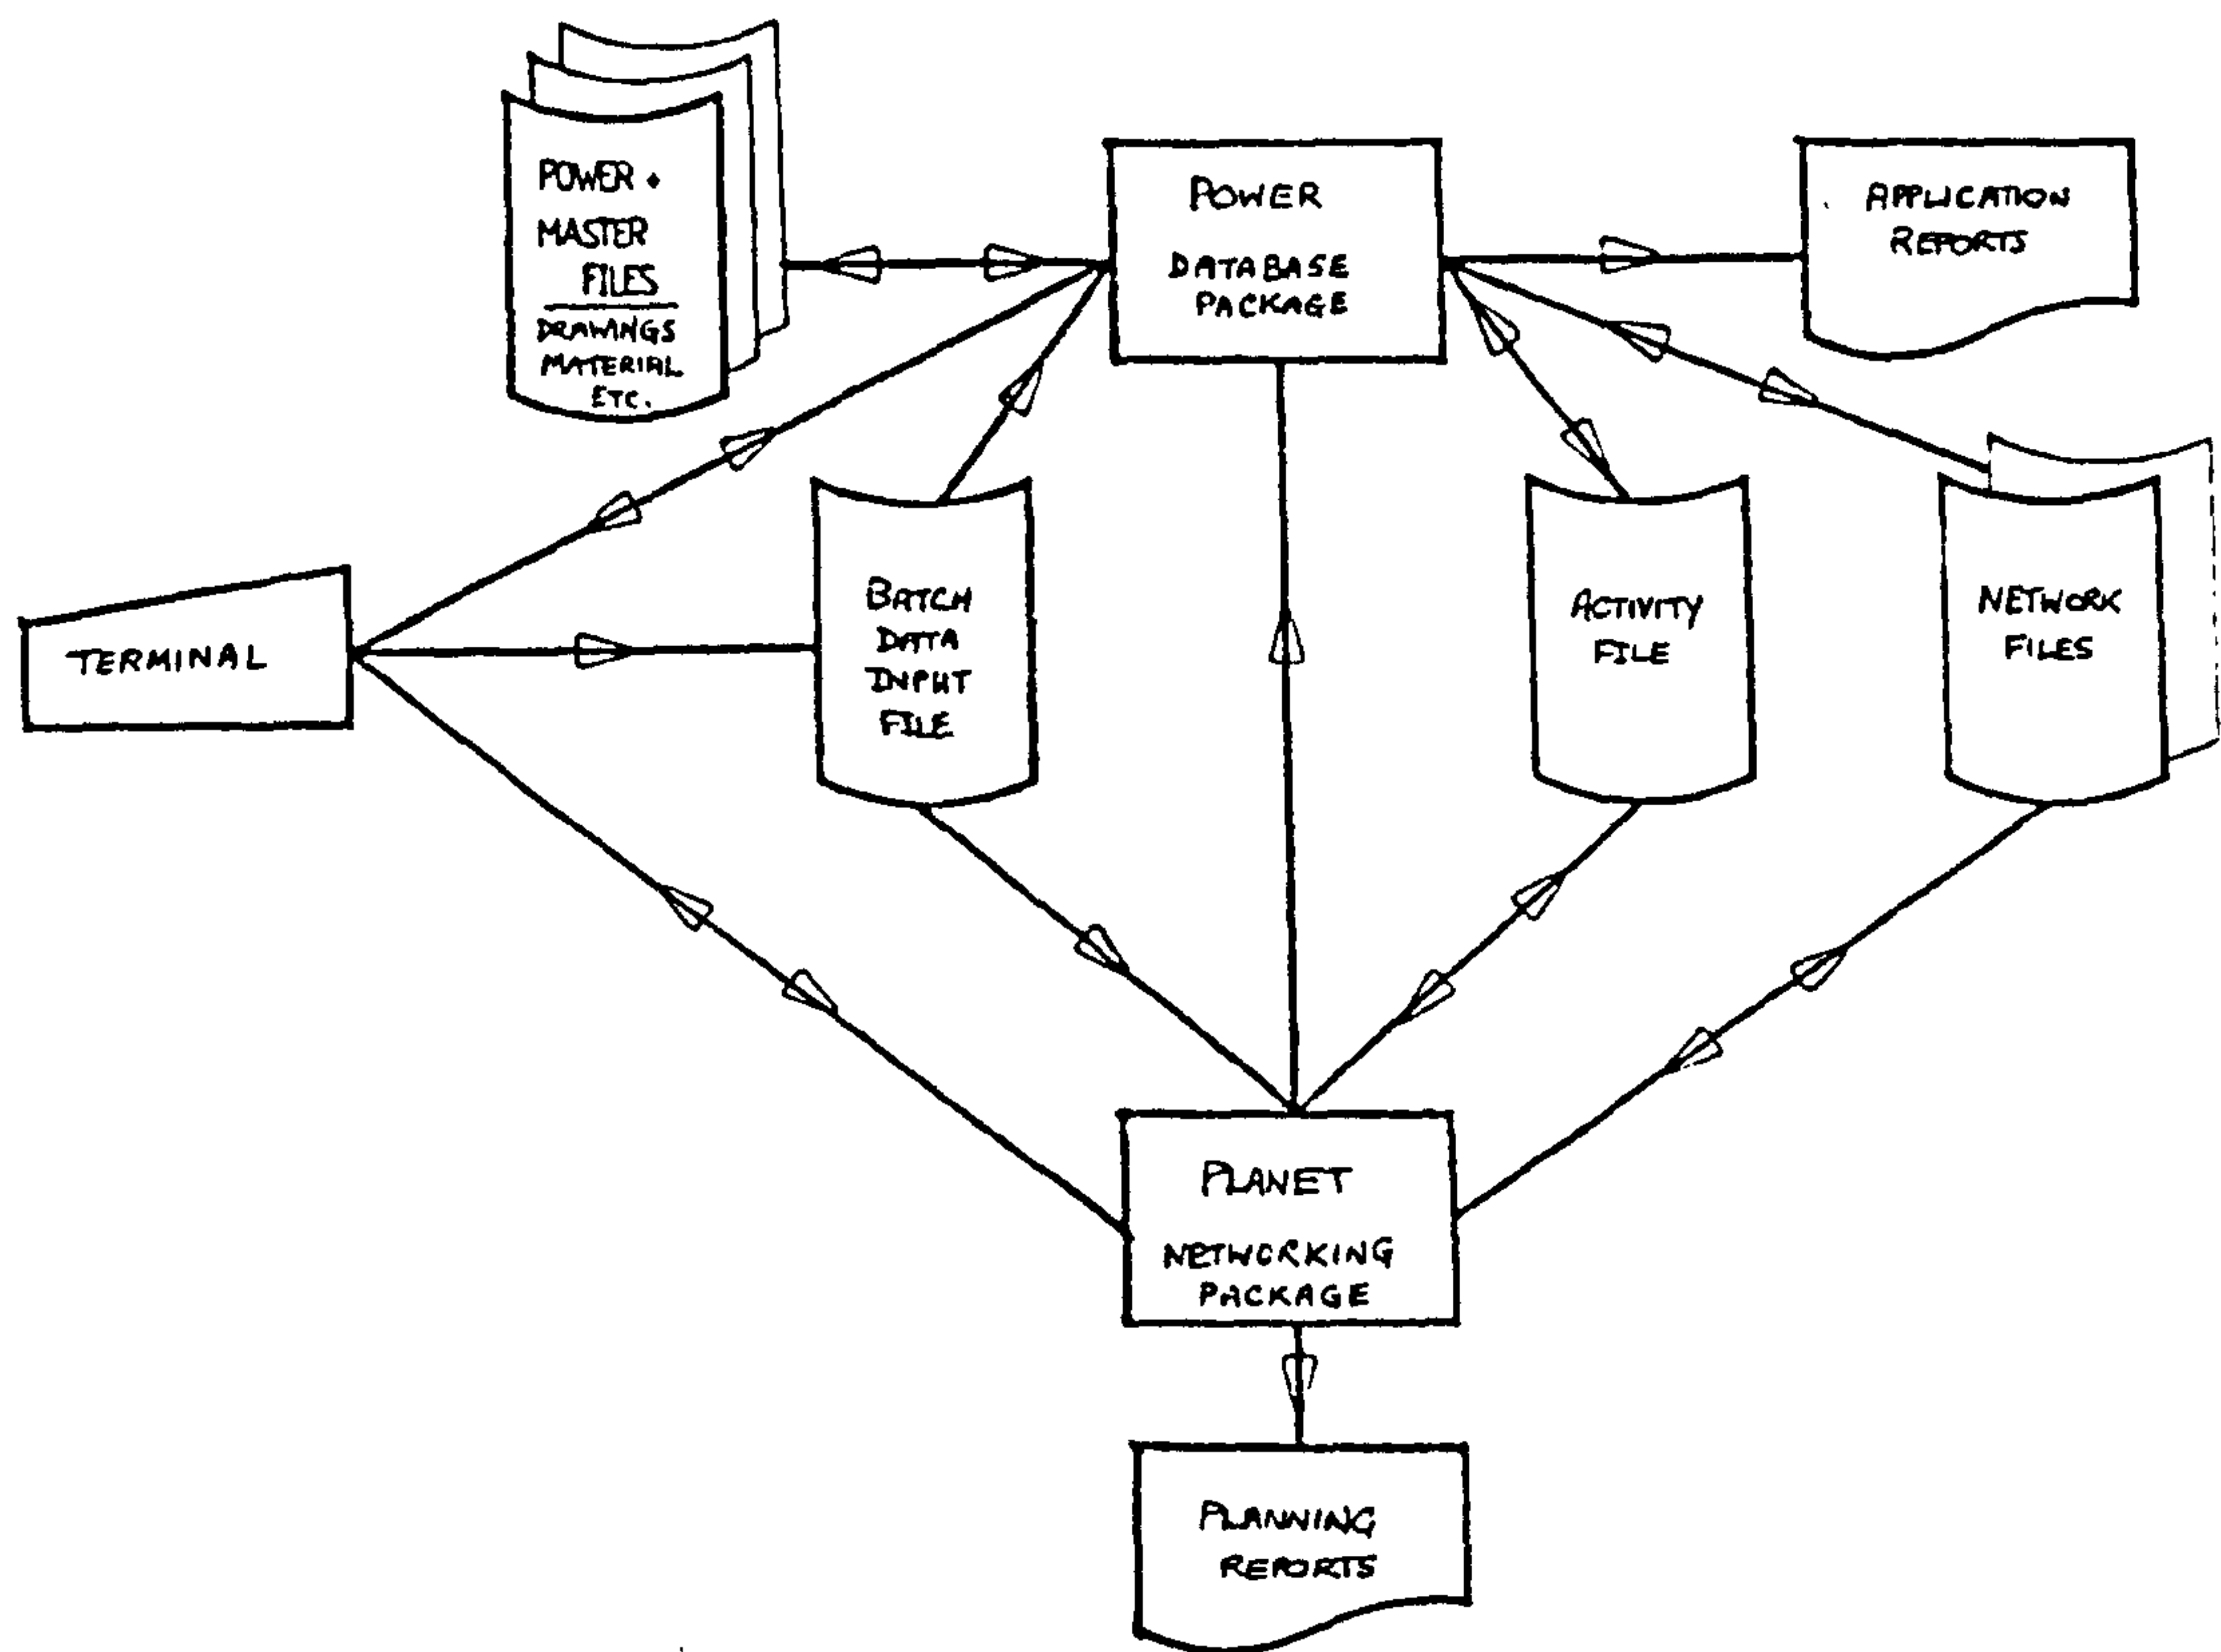 POWER
MASTER
FILES
DRAWINGS
MATERIAL
ETC.
POWER
DATABASE
PACKAGE
APPLICATION
REPORTS
TERMINAL
BATCH
DATA
INPUT
FILE
ACTIVITY
FILE
NETWORK
FILES
PLANET
NETWORKING
PACKAGE
PLANNING
REPORTS